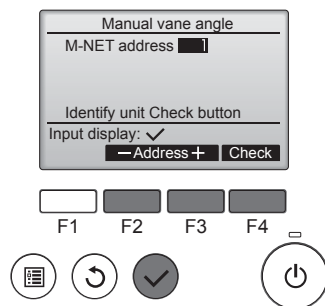 Manual vane angle
M-NET address 1
Identify unit Check button
Input display: ✓
－Address＋ Check
F1 F2 F3 F4